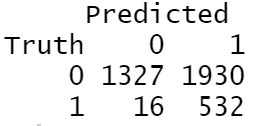 Predicted
Truth 0 1
0 1327 1930
1 16 532